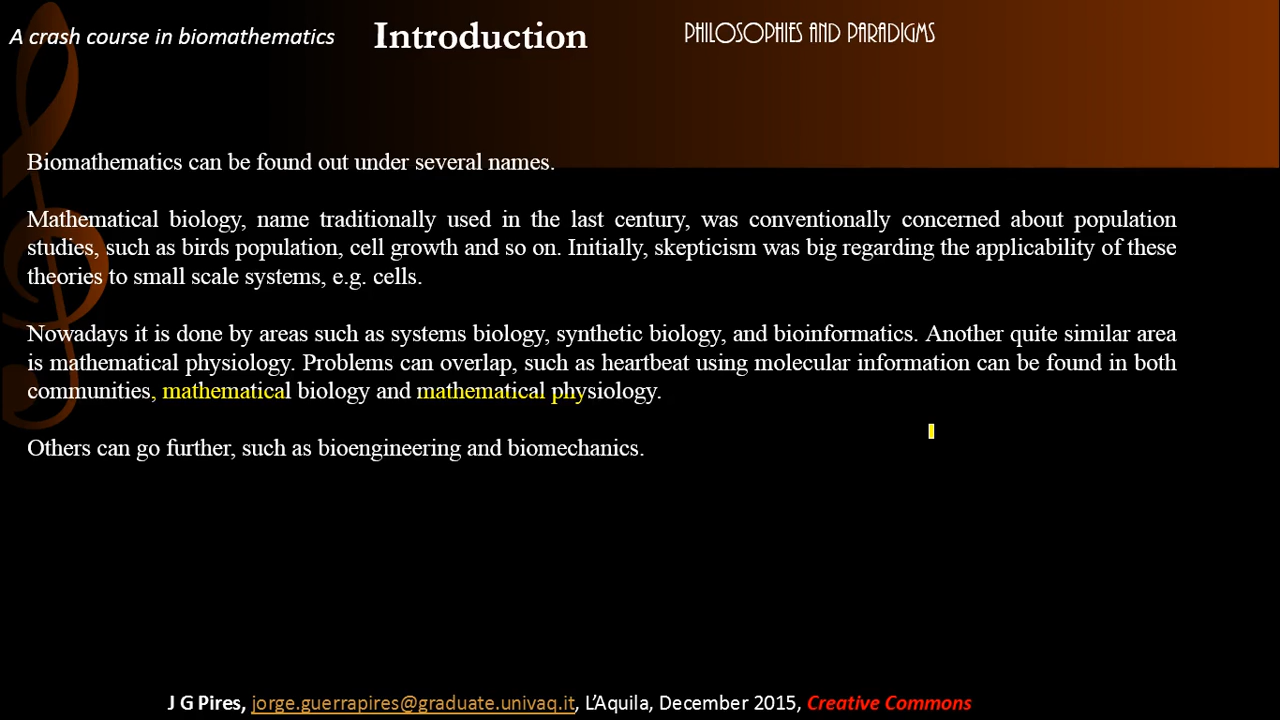 A crash course in biomathematics
Introduction
PHILOSOPHIES AND PARADIGMS
Biomathematics can be found out under several names.
Mathematical biology, name traditionally used in the last century, was conventionally concerned about population
studies, such as birds population, cell growth and so on. Initially, skepticism was big regarding the applicability of these
theories to small scale systems, e.g. cells.
Nowadays it is done by areas such as systems biology, synthetic biology, and bioinformatics. Another quite similar area
is mathematical physiology. Problems can overlap, such as heartbeat using molecular information can be found in both
communities, mathematical biology and mathematical physiology.
Others can go further, such as bioengineering and biomechanics.
J G Pires, jorge.guerrapires@graduate.univaq.it, L’Aquila, December 2015, Creative Commons